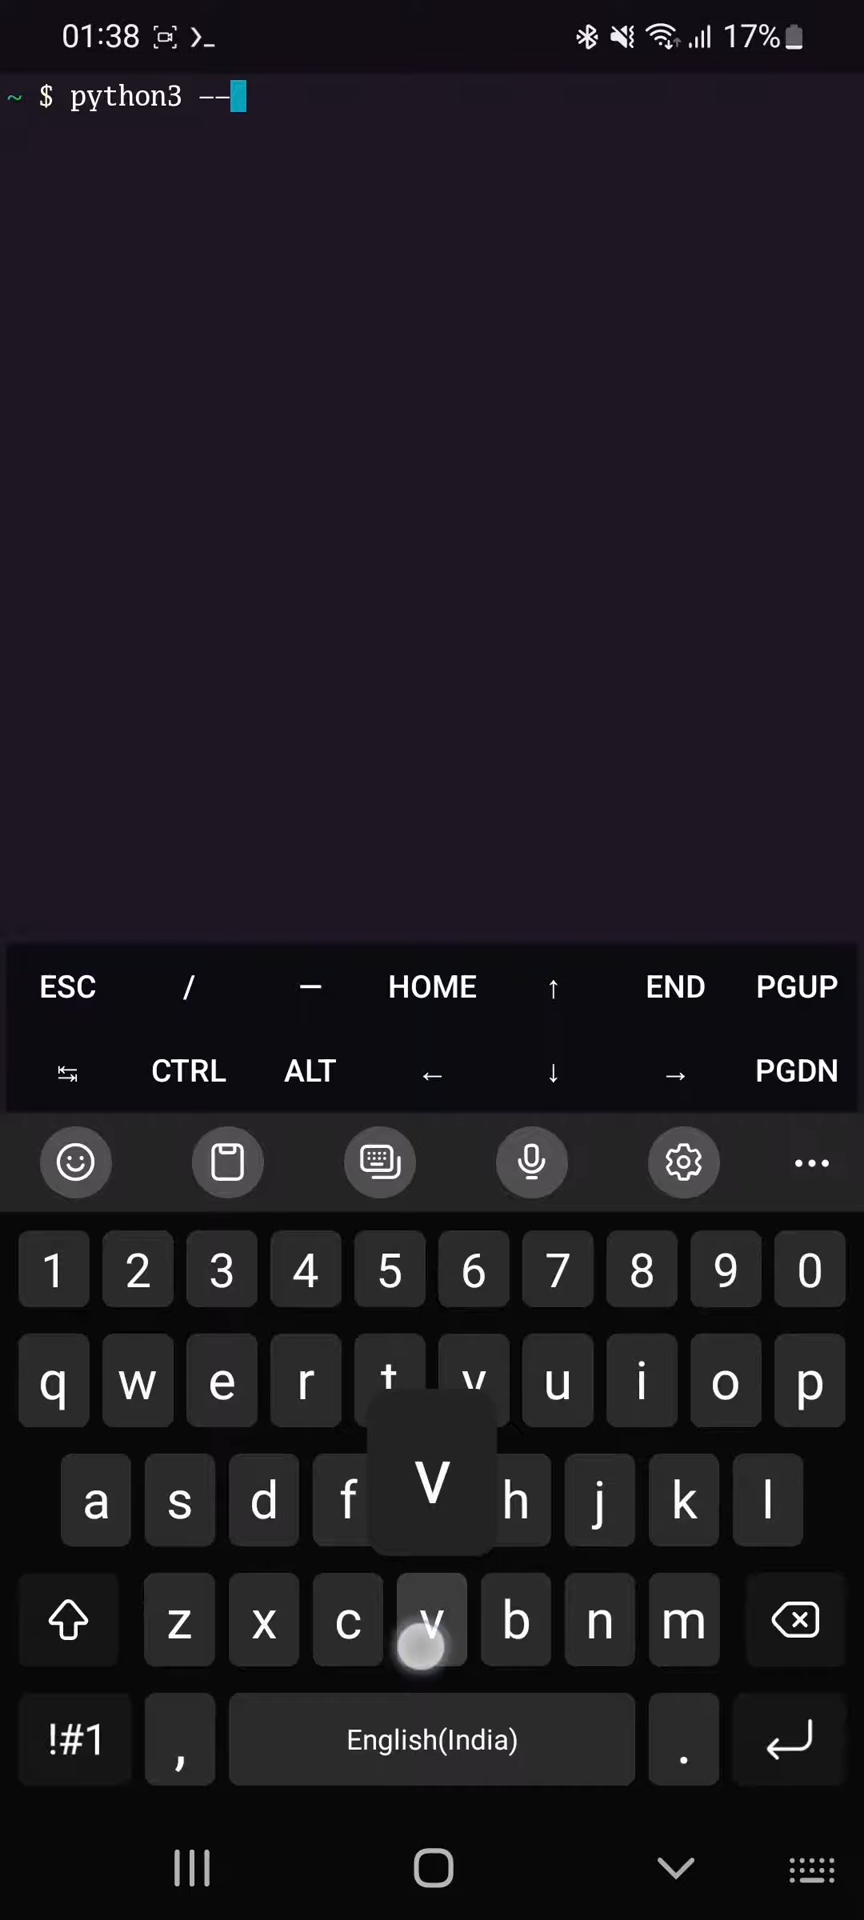 01:38 17%
~ $ python3 --
ESC / — HOME ↑ END PGUP
↹ CTRL ALT ← ↓ → PGDN
1 2 3 4 5 6 7 8 9 0
q w e r t y u i o p
a s d f v h j k l
z x c v b n m
!#1 , English(India) .